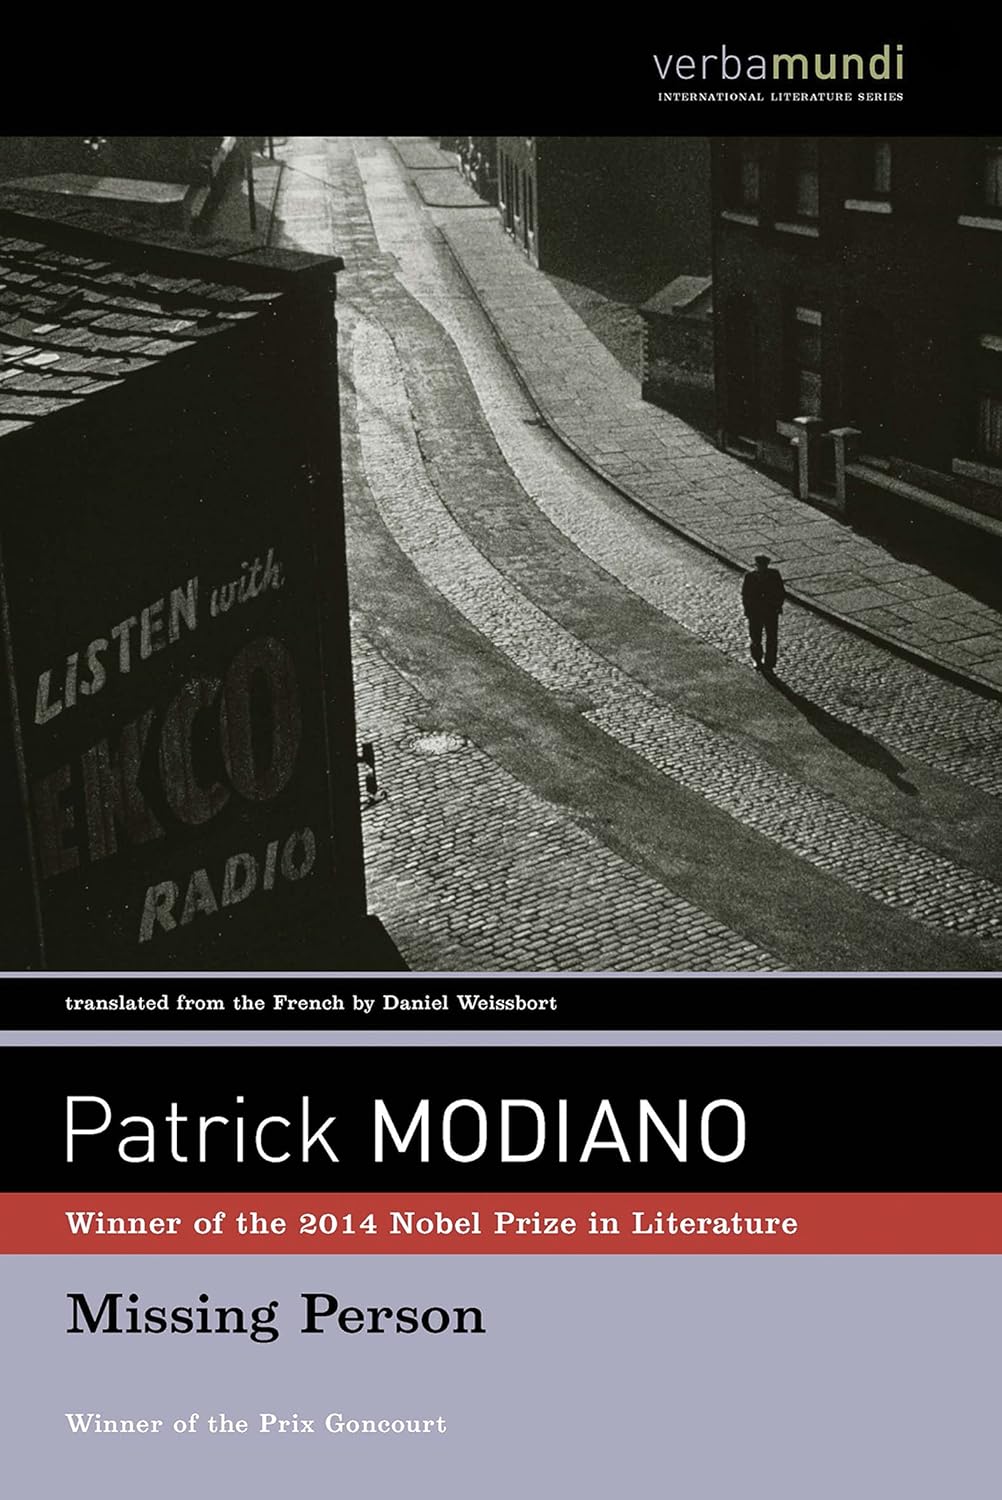 verbamundi
INTERNATIONAL LITERATURE SERIES
LISTEN with
EKCO
RADIO
translated from the French by Daniel Weissbort
Patrick MODIANO
Winner of the 2014 Nobel Prize in Literature
Missing Person
Winner of the Prix Goncourt